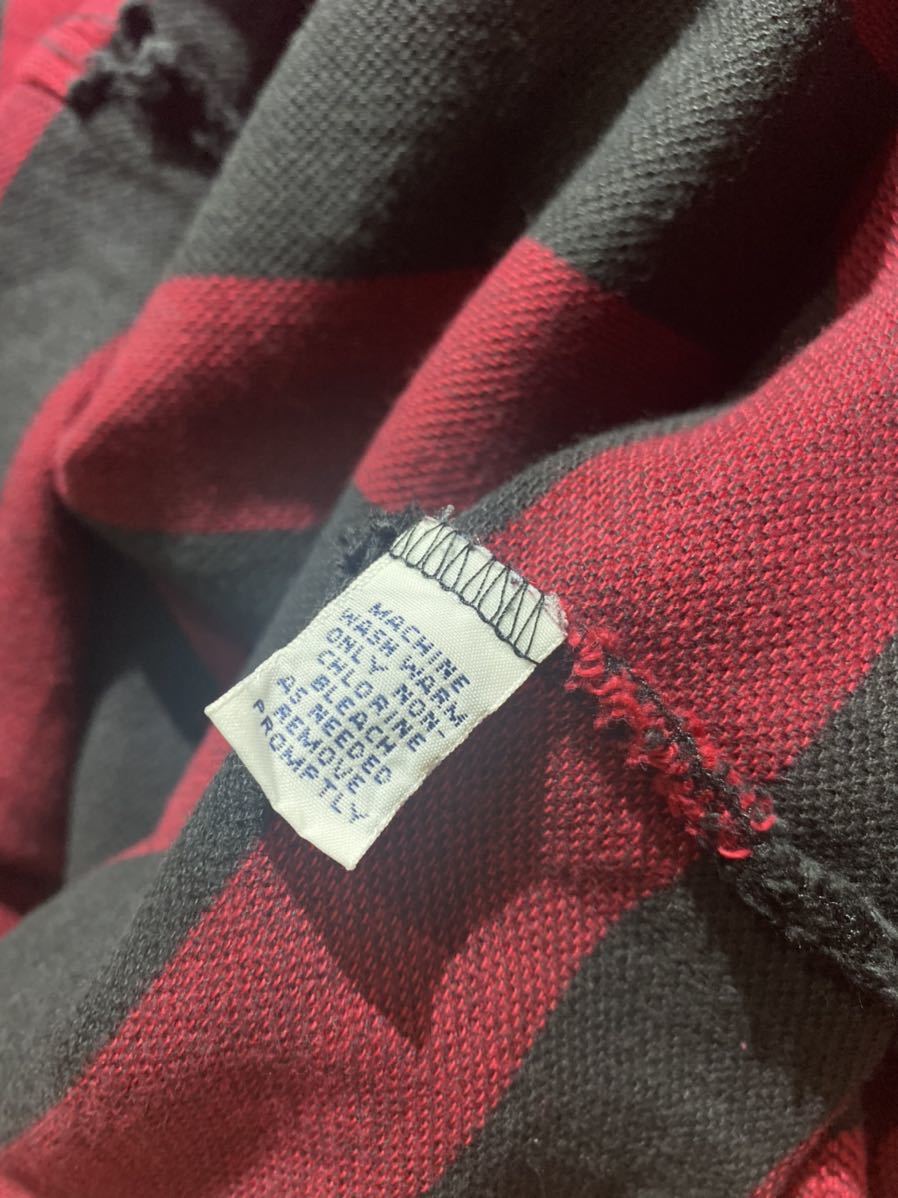 MACHINE
WASH WARM
ONLY NON-
CHLORINE
BLEACH
AS NEEDED
REMOVE
PROMPTLY